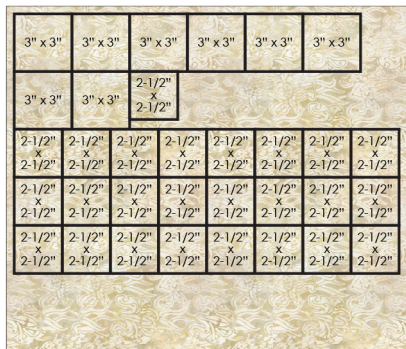 3" x 3" 3" x 3" 3" x 3" 3" x 3" 3" x 3" 3" x 3"
3" x 3" 3" x 3" 2-1/2"
x
2-1/2"
2-1/2" 2-1/2" 2-1/2" 2-1/2" 2-1/2" 2-1/2" 2-1/2" 2-1/2"
x x x x x x x x
2-1/2" 2-1/2" 2-1/2" 2-1/2" 2-1/2" 2-1/2" 2-1/2" 2-1/2"
2-1/2" 2-1/2" 2-1/2" 2-1/2" 2-1/2" 2-1/2" 2-1/2" 2-1/2"
x x x x x x x x
2-1/2" 2-1/2" 2-1/2" 2-1/2" 2-1/2" 2-1/2" 2-1/2" 2-1/2"
2-1/2" 2-1/2" 2-1/2" 2-1/2" 2-1/2" 2-1/2" 2-1/2" 2-1/2"
x x x x x x x x
2-1/2" 2-1/2" 2-1/2" 2-1/2" 2-1/2" 2-1/2" 2-1/2" 2-1/2"